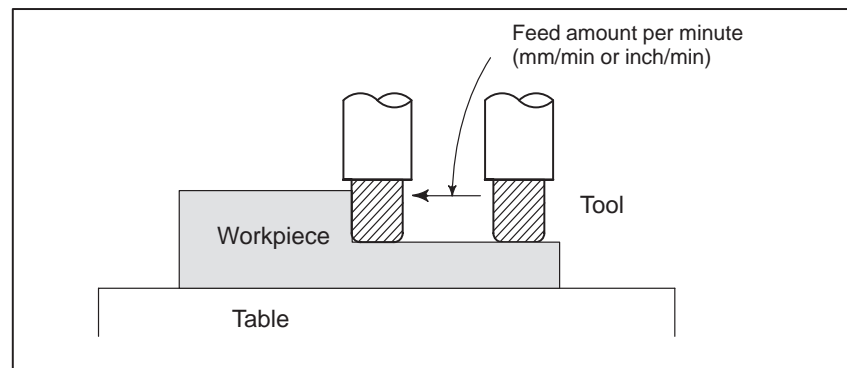 Feed amount per minute
(mm/min or inch/min)
Tool
Workpiece
Table